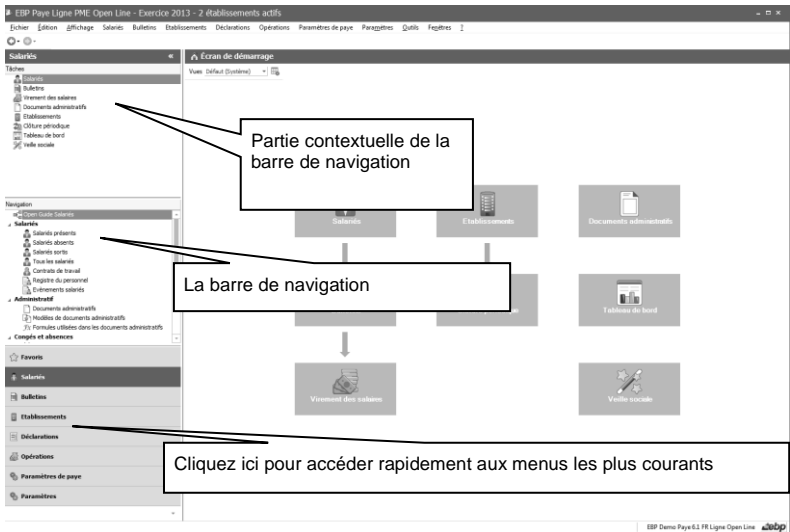 EBP Paye Ligne PME Open Line - Exercice 2013 - 2 établissements actifs
Fichier Édition Affichage Salariés Bulletins Etablissements Déclarations Opérations Paramètres de paye Paramètres Outils Fenêtres ?
Salariés «
Écran de démarrage
Tâches
Vues Défaut (Système)
Salariés
Bulletins
Virement des salaires
Documents administratifs
Etablissements
Clôture périodique
Tableau de bord
Veille sociale
Partie contextuelle de la
barre de navigation
Navigation
Open Guide Salariés
Salariés
Salariés présents
Salariés absents
Salariés sortis
Tous les salariés
Contrats de travail
Registre du personnel
Evénements salariés
Administratif
Documents administratifs
Modèles de documents administratifs
Formules utilisées dans les documents administratifs
Congés et absences
Salariés
Etablissements
Documents administratifs
La barre de navigation
Tableau de bord
Virement des salaires
Veille sociale
Favoris
Salariés
Bulletins
Etablissements
Déclarations
Opérations
Paramètres de paye
Paramètres
Cliquez ici pour accéder rapidement aux menus les plus courants
EBP Demo Paye 6.1 FR Ligne Open Line ebp